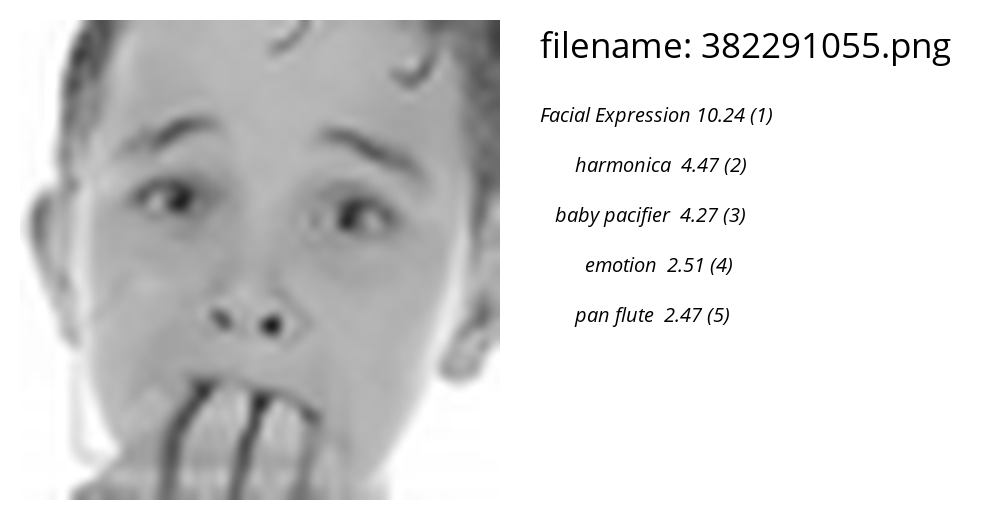 filename: 382291055.png
Facial Expression 10.24 (1)
harmonica 4.47 (2)
baby pacifier 4.27 (3)
emotion 2.51 (4)
pan flute 2.47 (5)